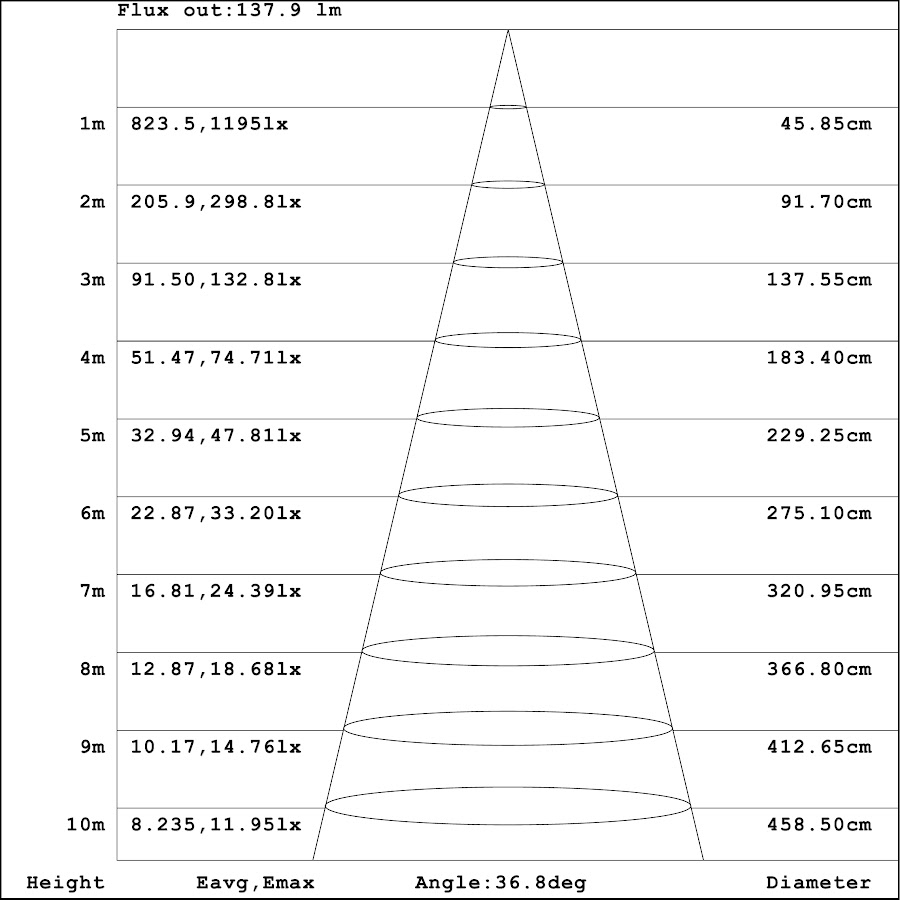 Flux out:137.9 lm
1m 823.5,1195lx 45.85cm
2m 205.9,298.8lx 91.70cm
3m 91.50,132.8lx 137.55cm
4m 51.47,74.71lx 183.40cm
5m 32.94,47.81lx 229.25cm
6m 22.87,33.20lx 275.10cm
7m 16.81,24.39lx 320.95cm
8m 12.87,18.68lx 366.80cm
9m 10.17,14.76lx 412.65cm
10m 8.235,11.95lx 458.50cm
Height Eavg,Emax Angle:36.8deg Diameter